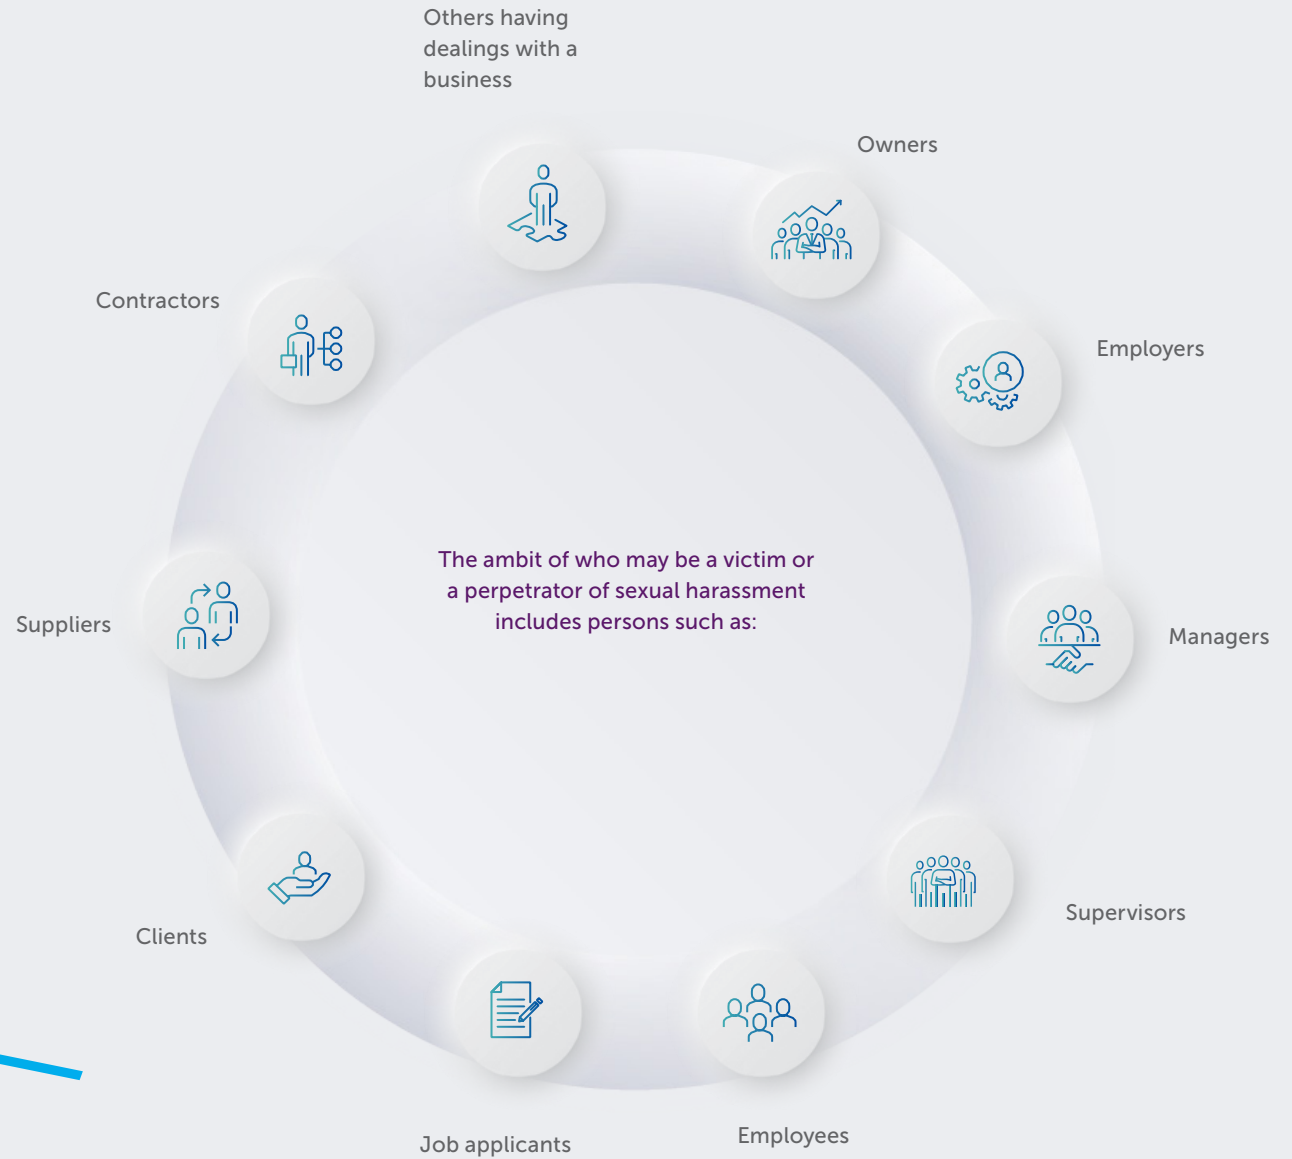 Others having
dealings with a
business
Owners
Employers
Managers
Supervisors
Employees
Job applicants
Clients
Suppliers
Contractors
The ambit of who may be a victim or
a perpetrator of sexual harassment
includes persons such as: